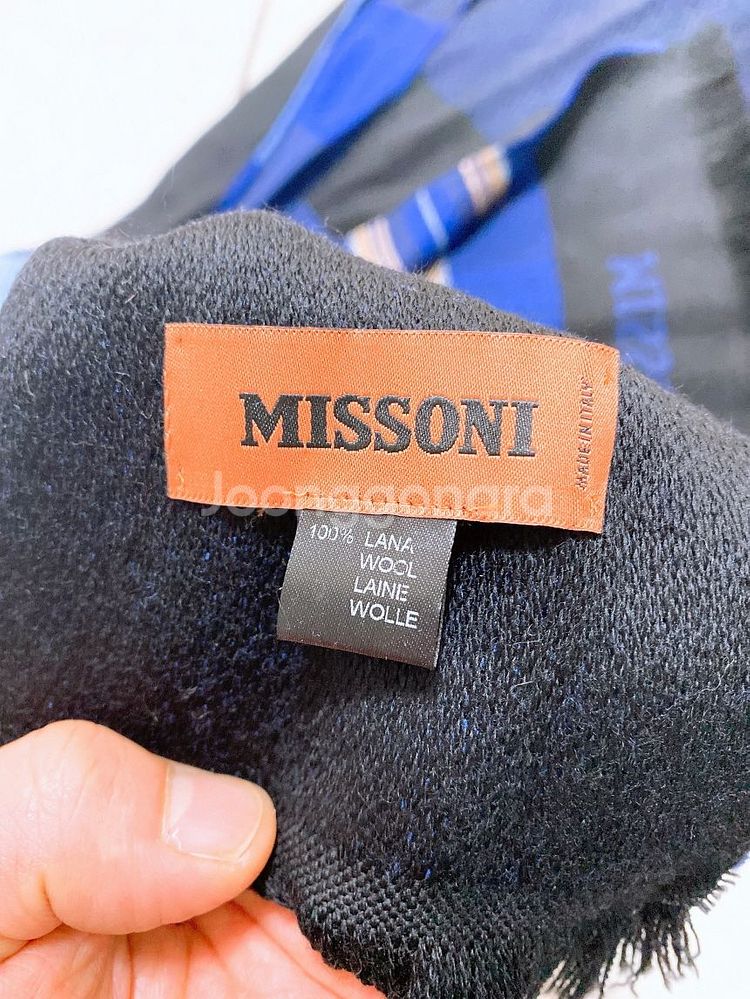 MISSONI
MADE IN ITALY
Joonggonara
100% LANA
WOOL
LAINE
WOLLE